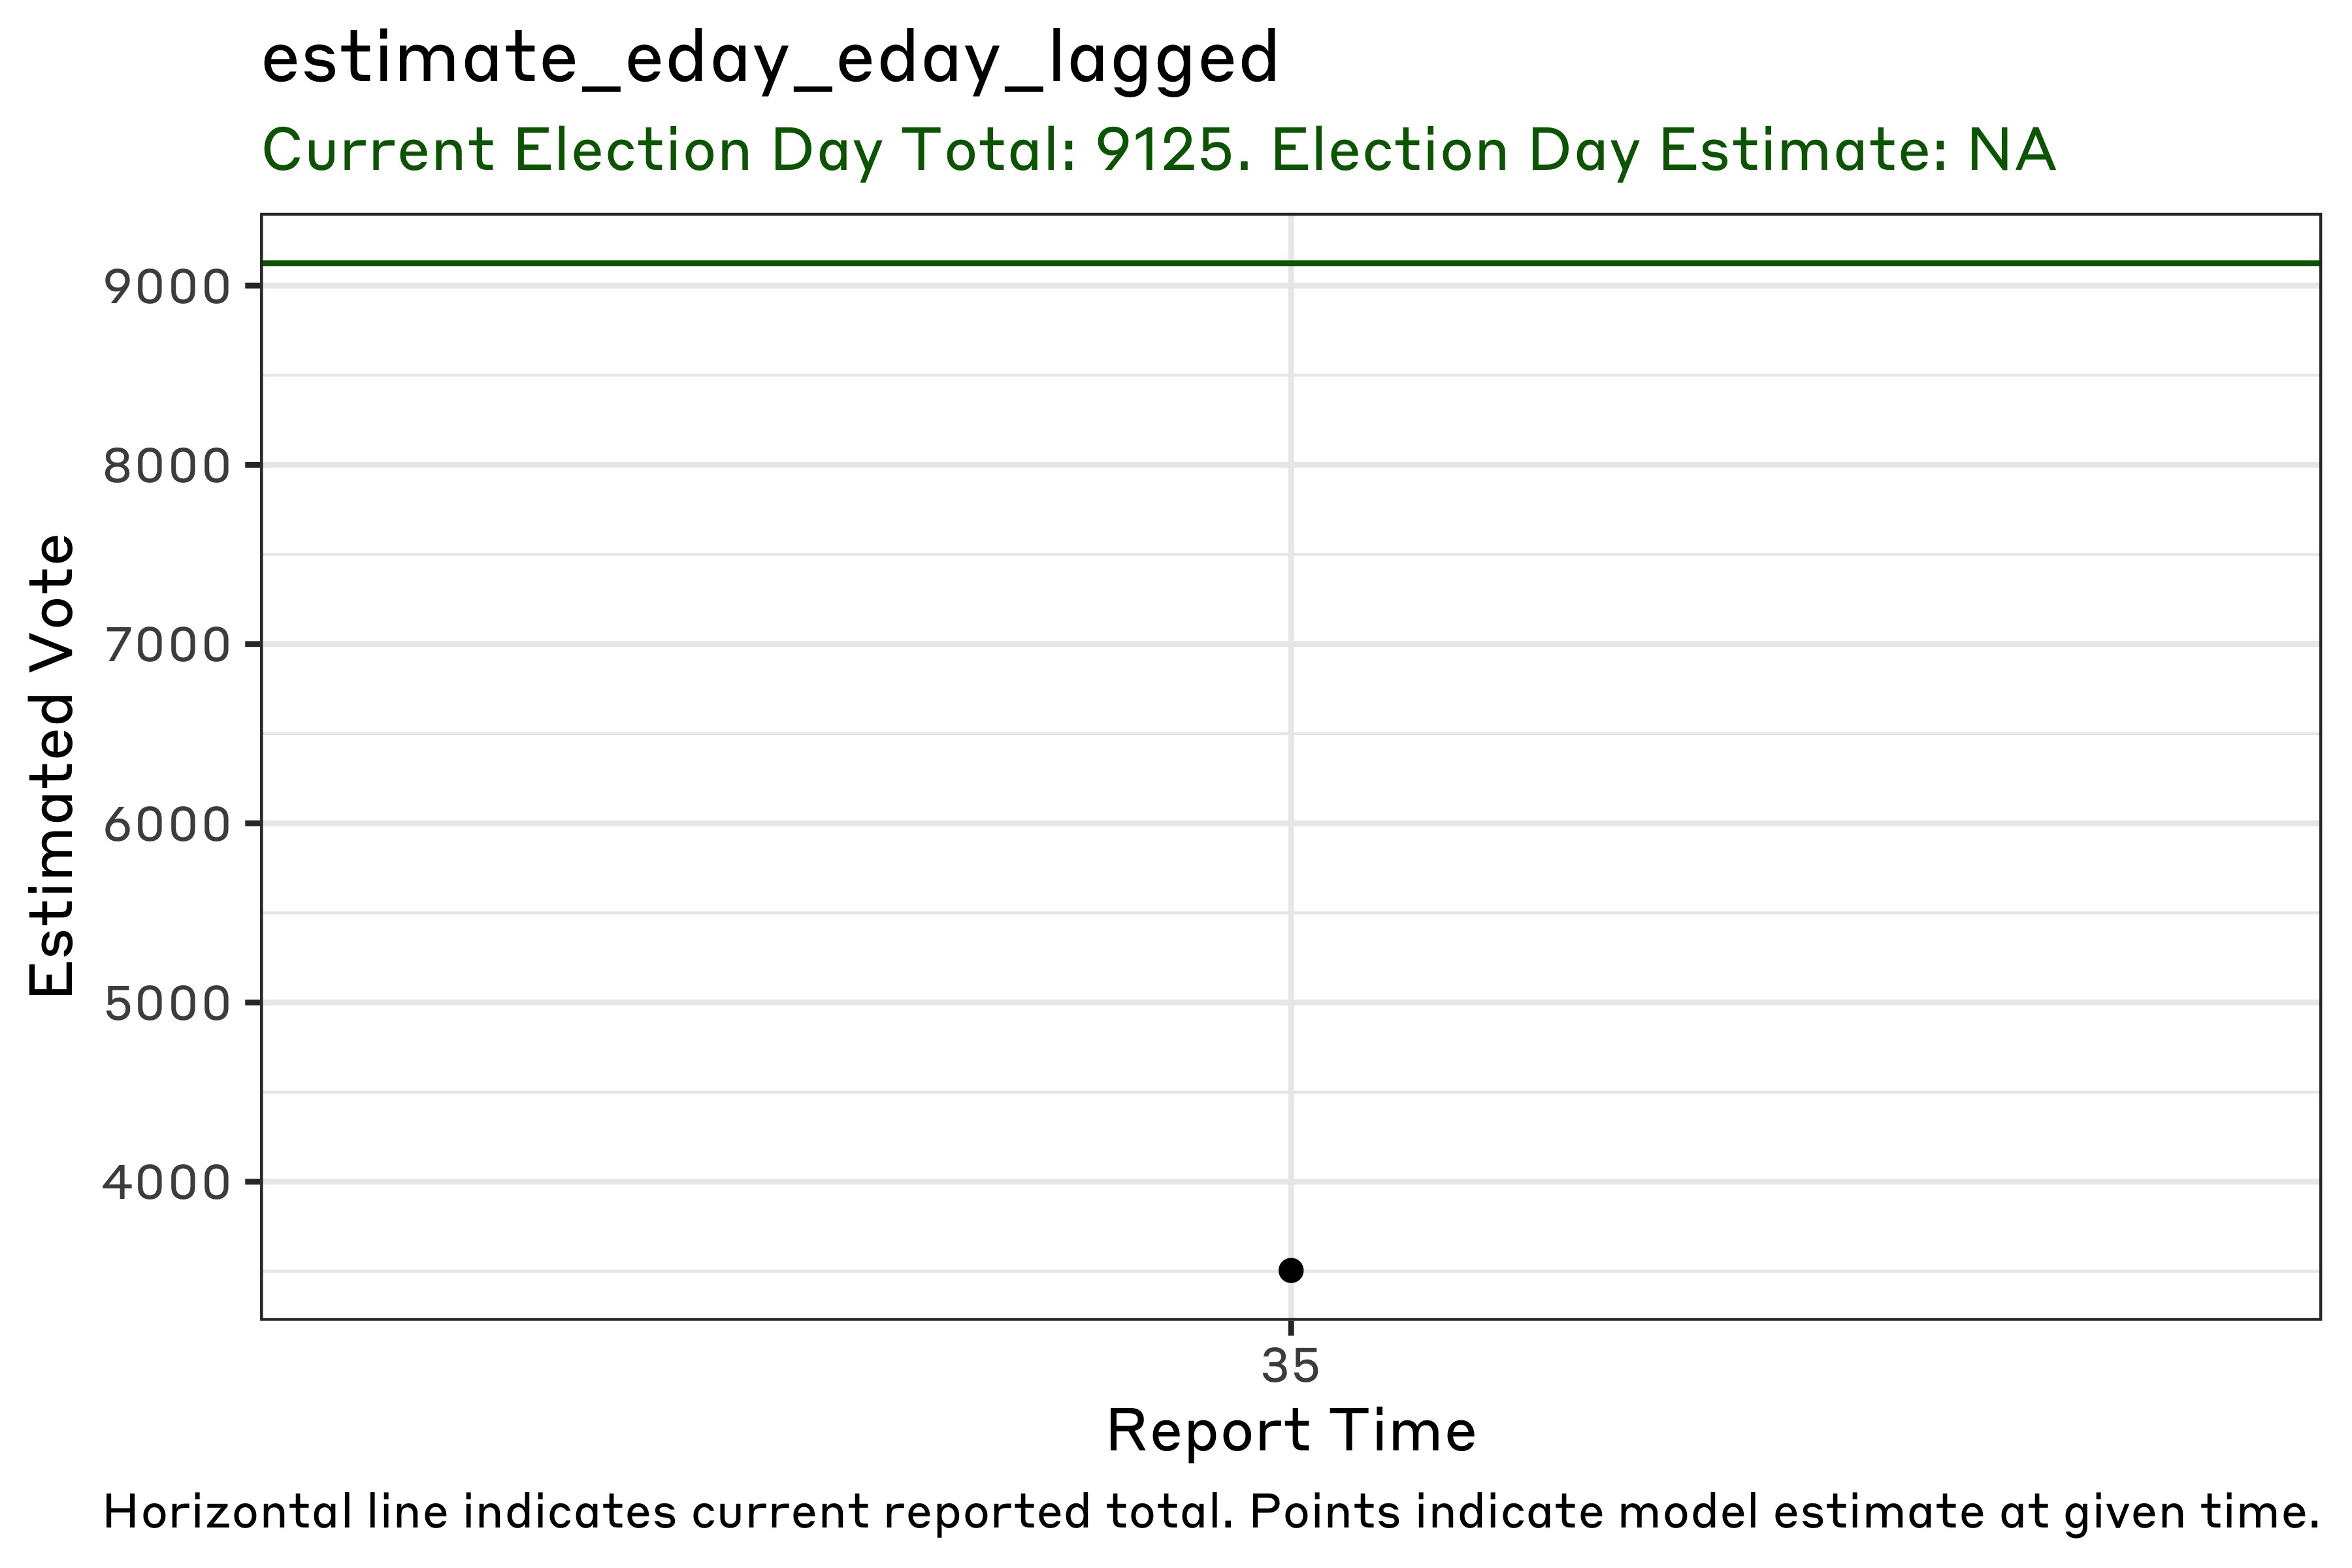 estimate_eday_eday_lagged
Current Election Day Total: 9125. Election Day Estimate: NA
9000
8000
7000
6000
5000
4000
Estimated Vote
35
Report Time
Horizontal line indicates current reported total. Points indicate model estimate at given time.